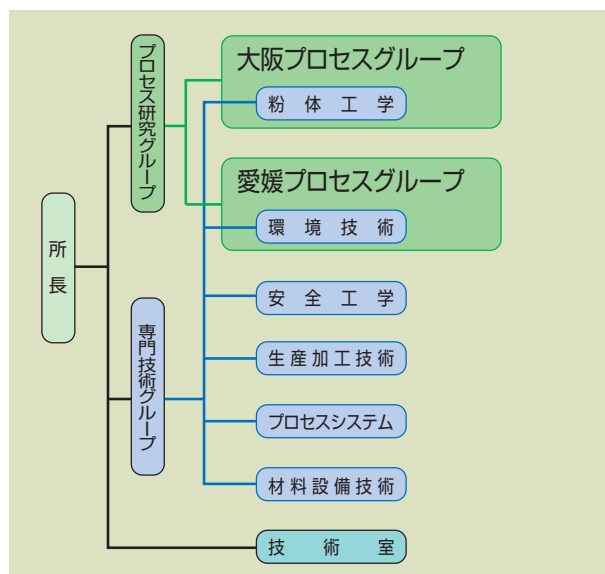 所長
プロセス研究グループ
専門技術グループ
大阪プロセスグループ
粉体工学
愛媛プロセスグループ
環境技術
安全工学
生産加工技術
プロセスシステム
材料設備技術
技術室